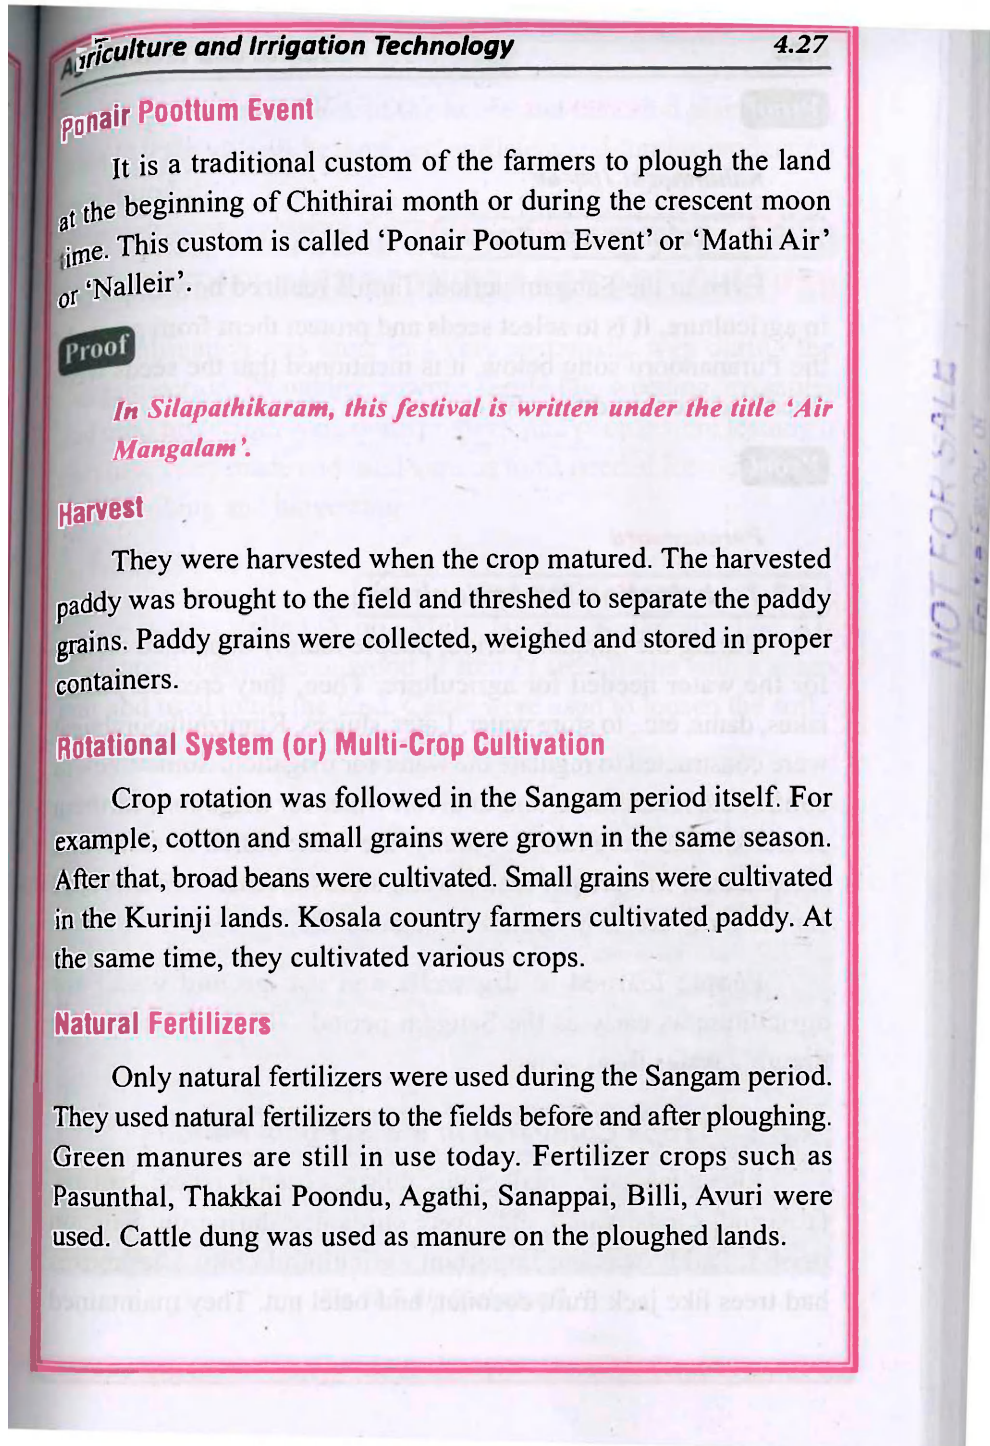 Agriculture and Irrigation Technology 4.27
Ponair Poottum Event
It is a traditional custom of the farmers to plough the land
at the beginning of Chithirai month or during the crescent moon
time. This custom is called ‘Ponair Pootum Event’ or ‘Mathi Air’
or ‘Nalleir’.
Proof
In Silapathikaram, this festival is written under the title ‘Air
Mangalam’.
Harvest
They were harvested when the crop matured. The harvested
paddy was brought to the field and threshed to separate the paddy
grains. Paddy grains were collected, weighed and stored in proper
containers.
Rotational System (or) Multi-Crop Cultivation
Crop rotation was followed in the Sangam period itself. For
example, cotton and small grains were grown in the same season.
After that, broad beans were cultivated. Small grains were cultivated
in the Kurinji lands. Kosala country farmers cultivated paddy. At
the same time, they cultivated various crops.
Natural Fertilizers
Only natural fertilizers were used during the Sangam period.
They used natural fertilizers to the fields before and after ploughing.
Green manures are still in use today. Fertilizer crops such as
Pasunthal, Thakkai Poondu, Agathi, Sanappai, Billi, Avuri were
used. Cattle dung was used as manure on the ploughed lands.
NOT FOR SALE